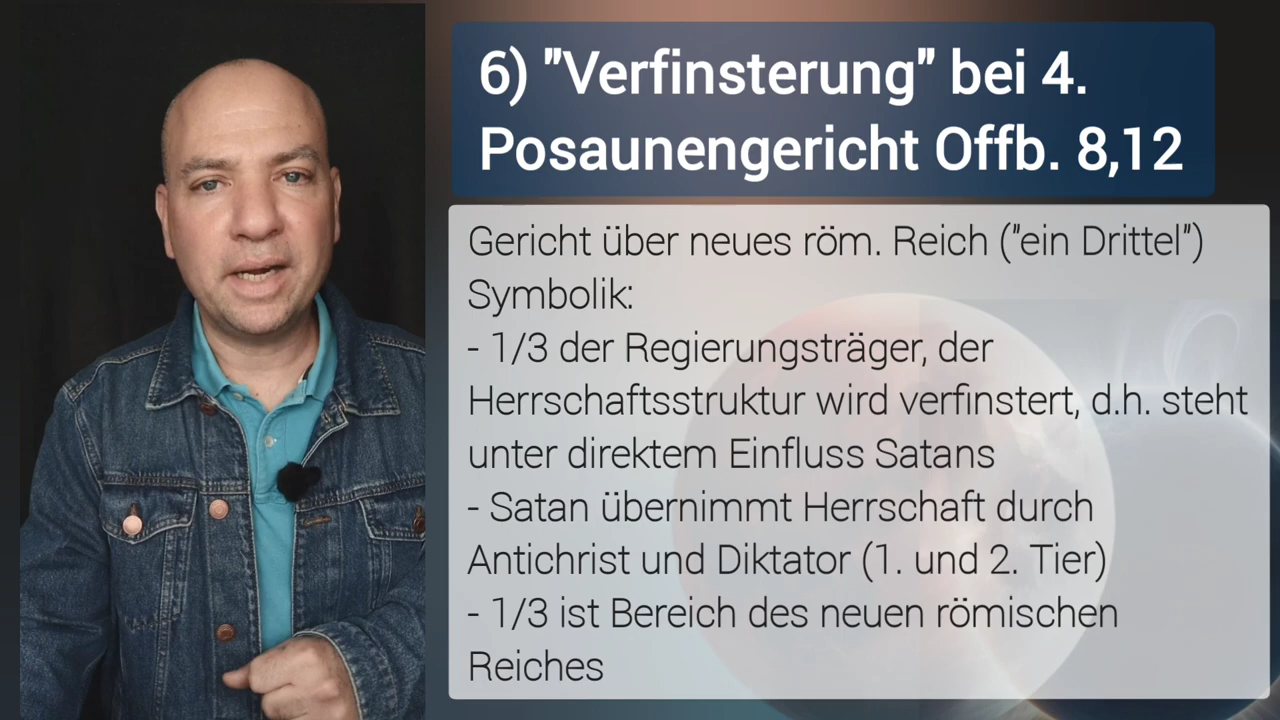 6) "Verfinsterung" bei 4.
Posaunengericht Offb. 8,12
Gericht über neues röm. Reich ("ein Drittel")
Symbolik:
- 1/3 der Regierungsträger, der
Herrschaftsstruktur wird verfinstert, d.h. steht
unter direktem Einfluss Satans
- Satan übernimmt Herrschaft durch
Antichrist und Diktator (1. und 2. Tier)
- 1/3 ist Bereich des neuen römischen
Reiches